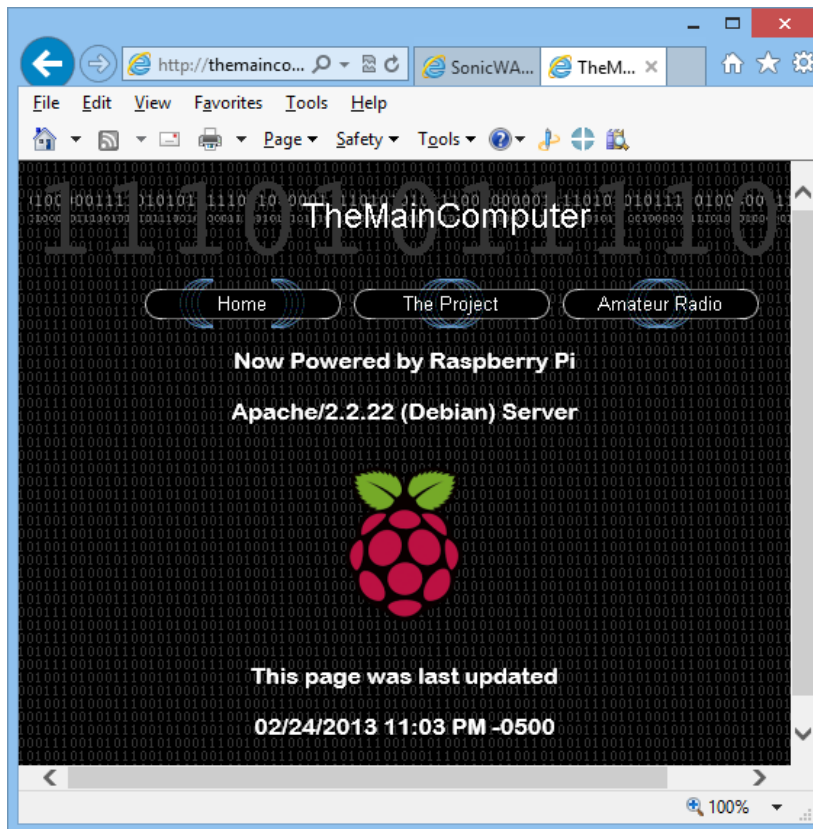 http://themainco...
SonicWA...
TheM...
File Edit View Favorites Tools Help
Page Safety Tools
TheMainComputer
Home The Project Amateur Radio
Now Powered by Raspberry Pi
Apache/2.2.22 (Debian) Server
This page was last updated
02/24/2013 11:03 PM -0500
100%